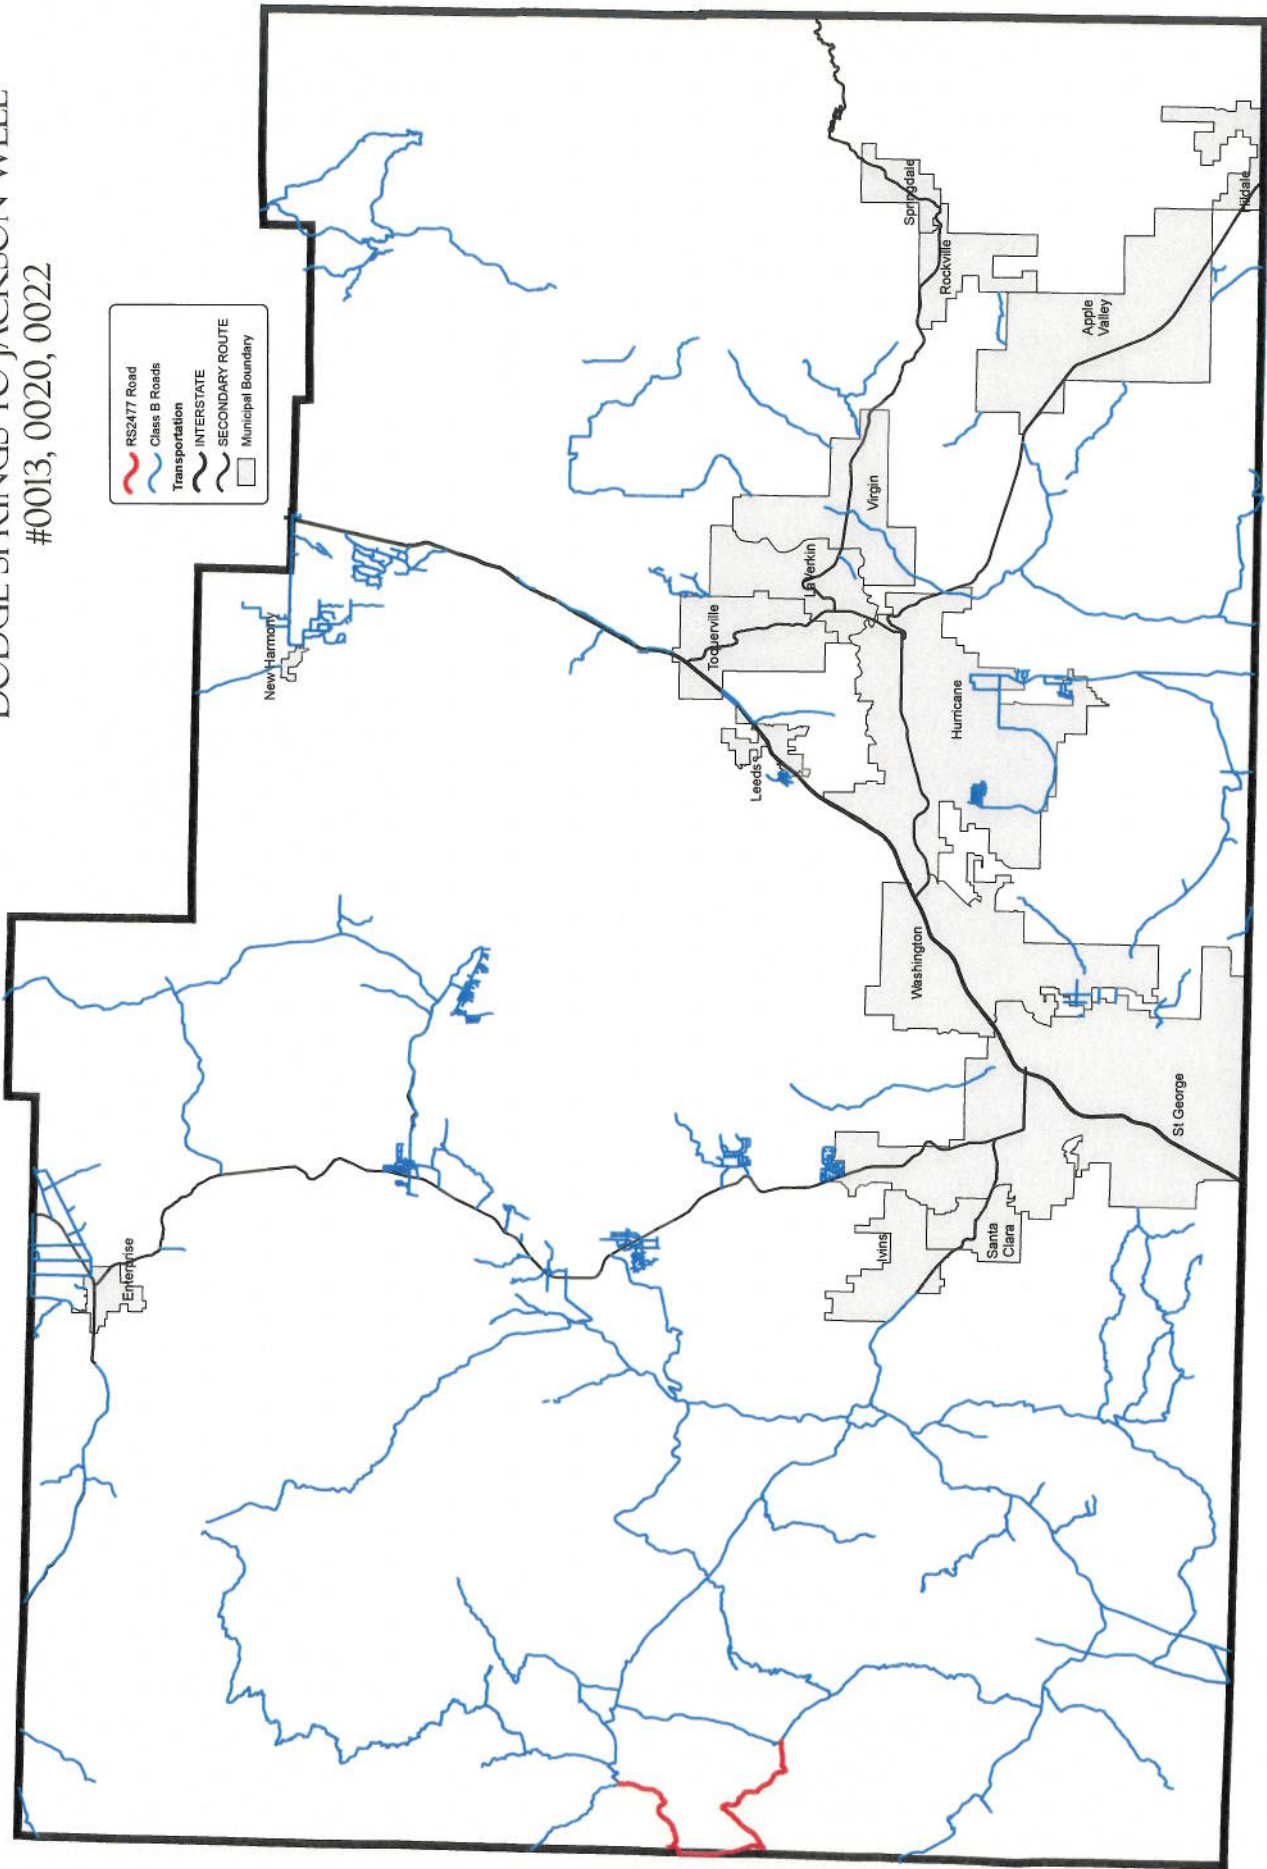 DODGE SPRINGS TO JACKSON WELL
#0013, 0020, 0022
RS2477 Road
Class B Roads
Transportation
INTERSTATE
SECONDARY ROUTE
Municipal Boundary
Enterprise
New Harmony
Toquerville
Leeds
LaVerkin
Virgin
Springdale
Rockville
Ivins
Washington
Hurricane
Santa
Clara
Apple
Valley
St George
Hildale